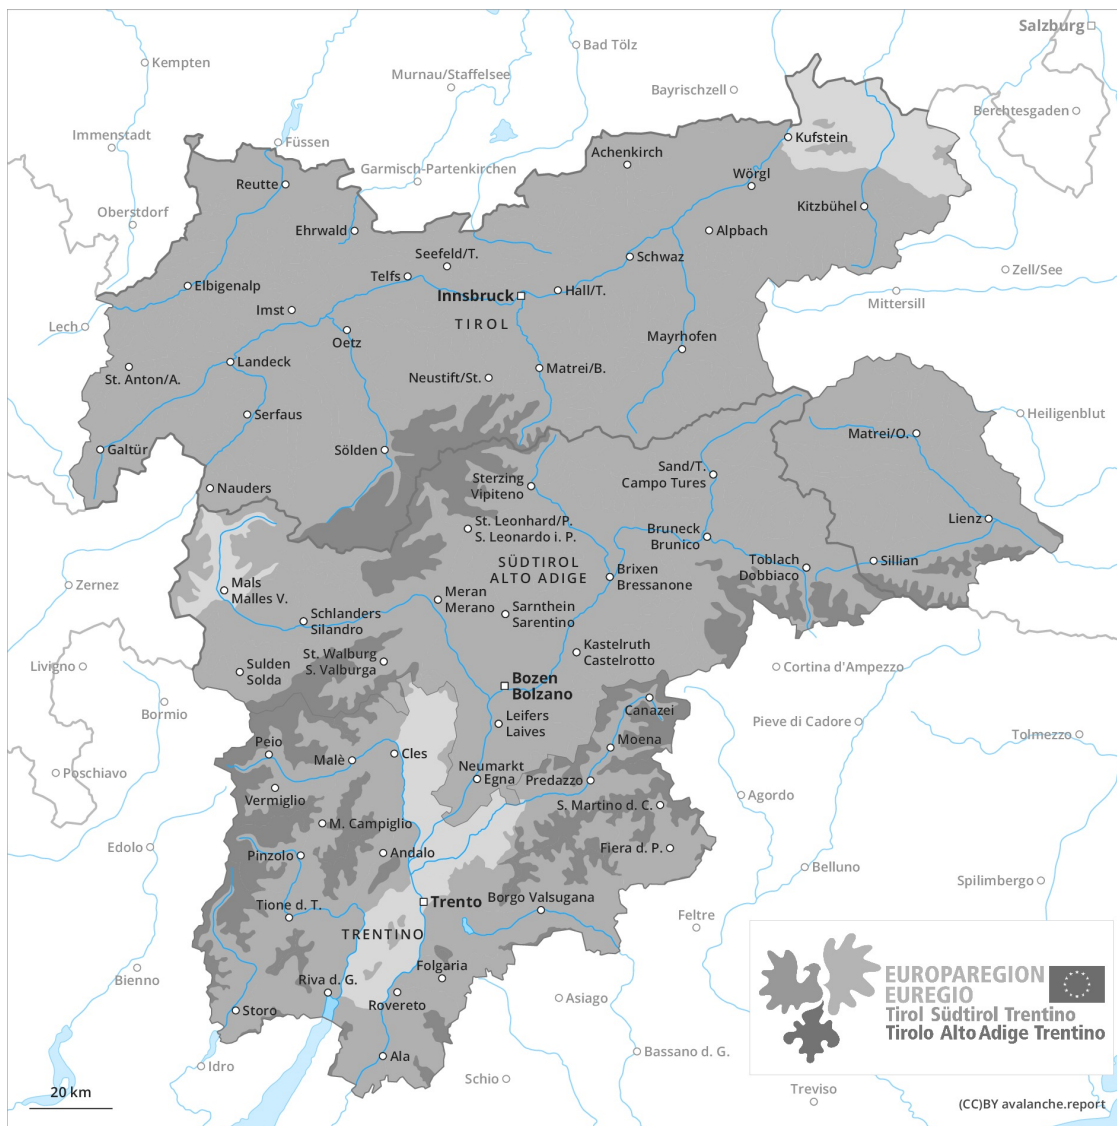 Salzburg
Bad Tölz
Kempten
Murnau/Staffelsee
Bayrischzell
Berchtesgaden
Immenstadt
Füssen
Kufstein
Achenkirch
Garmisch-Partenkirchen
Wörgl
Reutte
Oberstdorf
Kitzbühel
Ehrwald
Alpbach
Seefeld/T.
Schwaz
Telfs
Zell/See
Elbigenalp
Hall/T.
Innsbruck
Mittersill
Imst
TIROL
Lech
Oetz
Mayrhofen
Landeck
Matrei/B.
St. Anton/A.
Neustift/St.
Serfaus
Heiligenblut
Matrei/O.
Galtür
Sölden
Sand/T.
Campo Tures
Sterzing
Vipiteno
Nauders
Lienz
St. Leonhard/P.
S. Leonardo i. P.
Bruneck
Brunico
SÜDTIROL
ALTO ADIGE
Toblach
Dobbiaco
Sillian
Brixen
Bressanone
Zernez
Mals
Malles V.
Meran
Merano
Schlanders
Silandro
Sarnthein
Sarentino
Kastelruth
Castelrotto
St. Walburg
S. Valburga
Livigno
Sulden
Solda
Cortina d'Ampezzo
Bozen
Bolzano
Bormio
Canazei
Leifers
Laives
Pieve di Cadore
Tolmezzo
Moena
Peio
Cles
Malè
Neumarkt
Egna
Predazzo
Poschiavo
Vermiglio
Agordo
S. Martino d. C.
M. Campiglio
Edolo
Pinzolo
Andalo
Fiera d. P.
Belluno
Spilimbergo
Trento
Borgo Valsugana
Tione d. T.
Feltre
TRENTINO
Bienno
Folgaria
Riva d. G.
Rovereto
Asiago
Storo
EUROPAREGION
EUREGIO
Tirol Südtirol Trentino
Tirolo Alto Adige Trentino
Ala
Bassano d. G.
Idro
Schio
Treviso
20 km
(CC)BY avalanche.report